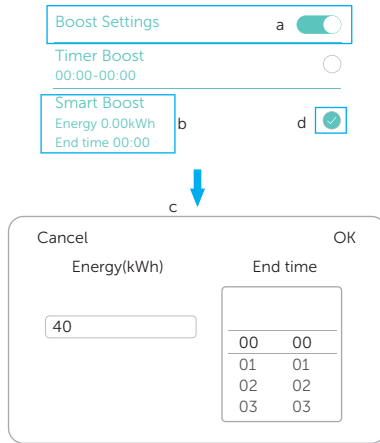 Boost Settings a
Timer Boost
00:00-00:00
Smart Boost
Energy 0.00kWh b d
End time 00:00
c
Cancel OK
Energy(kWh) End time
40
00 00
01 01
02 02
03 03